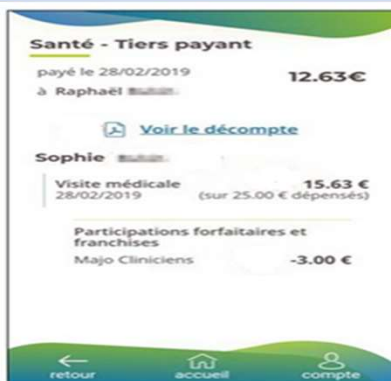 Santé - Tiers payant
payé le 28/02/2019 12.63€
à Raphaël
Voir le décompte
Sophie
Visite médicale 15.63 €
28/02/2019 (sur 25.00 € dépensés)
Participations forfaitaires et
franchises
Majo Cliniciens -3.00 €
retour accueil compte